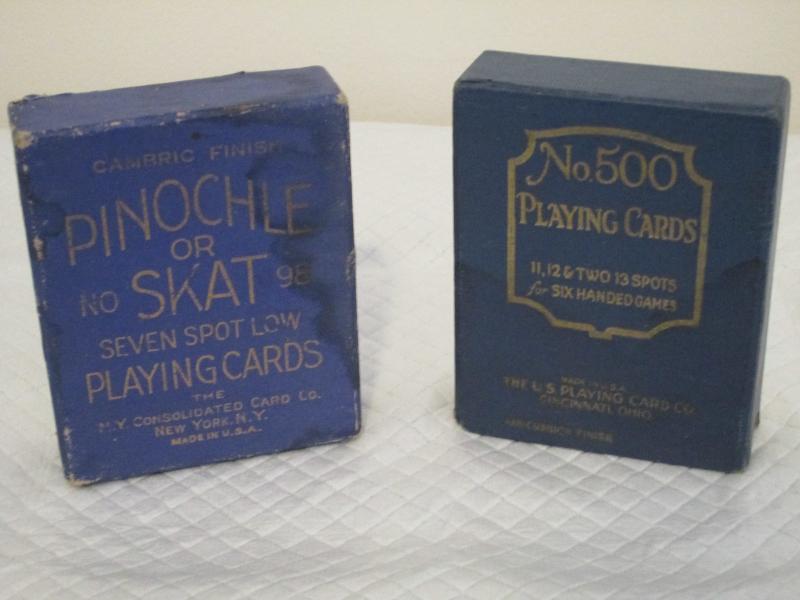 CAMBRIC FINISH
PINOCHLE
OR
NO SKAT 98
SEVEN SPOT LOW
PLAYING CARDS
THE
N.Y. CONSOLIDATED CARD CO.
NEW YORK, N.Y.
MADE IN U.S.A.
No. 500
PLAYING CARDS
11, 12 & TWO 13 SPOTS
for SIX HANDED GAMES
MADE IN U.S.A.
THE U.S. PLAYING CARD CO.
CINCINNATI, OHIO.
CUSHION FINISH